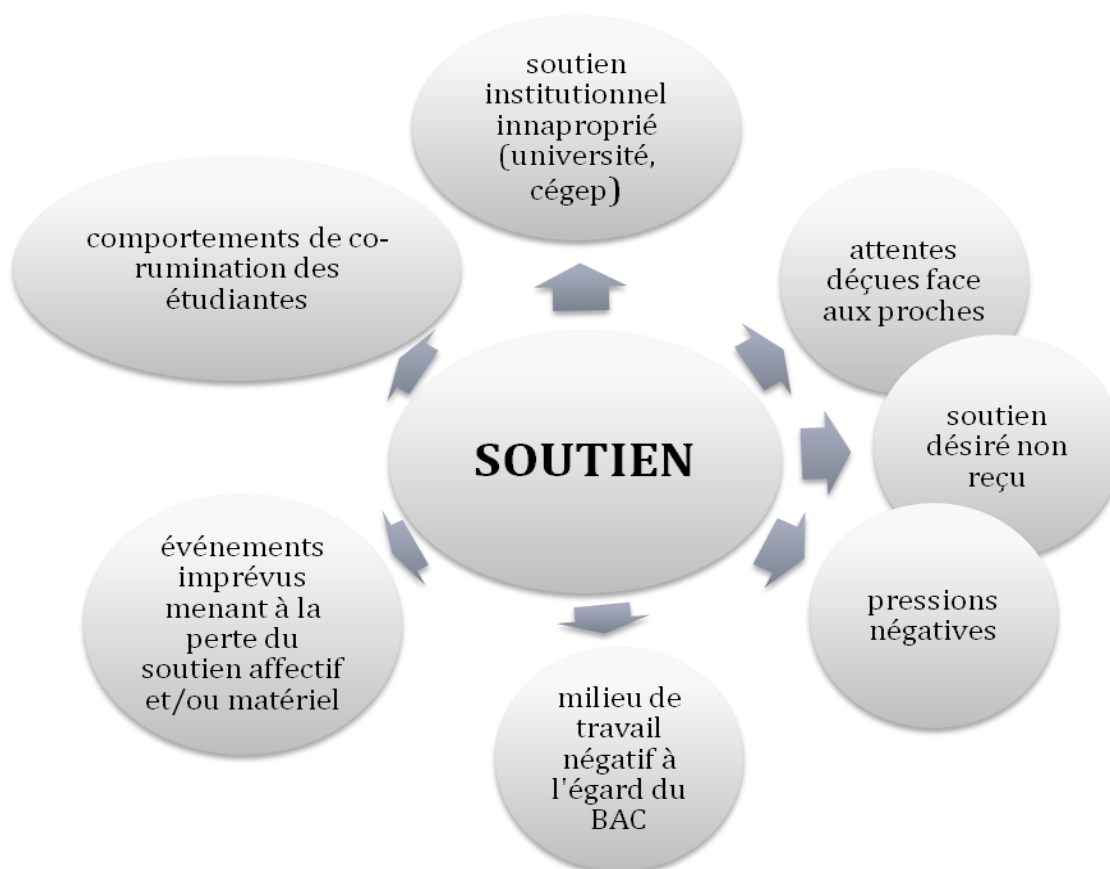 soutien
institutionnel
innaproprié
(université,
cégep)
comportements de co-
rumination des
étudiantes
attentes
déçues face
aux proches
SOUTIEN
soutien
désiré non
reçu
événements
imprévus
menant à la
perte du
soutien affectif
et/ou matériel
pressions
négatives
milieu de
travail
négatif à
l'égard du
BAC